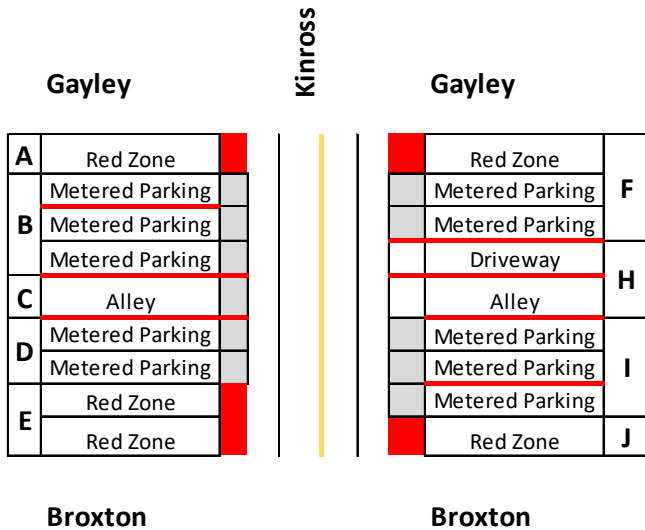 Kinross
Gayley
Gayley
A
Red Zone
B
Metered Parking
Metered Parking
Metered Parking
C
Alley
D
Metered Parking
Metered Parking
E
Red Zone
Red Zone
Red Zone
F
Metered Parking
Metered Parking
Driveway
H
Alley
Metered Parking
I
Metered Parking
Metered Parking
Red Zone
J
Broxton
Broxton